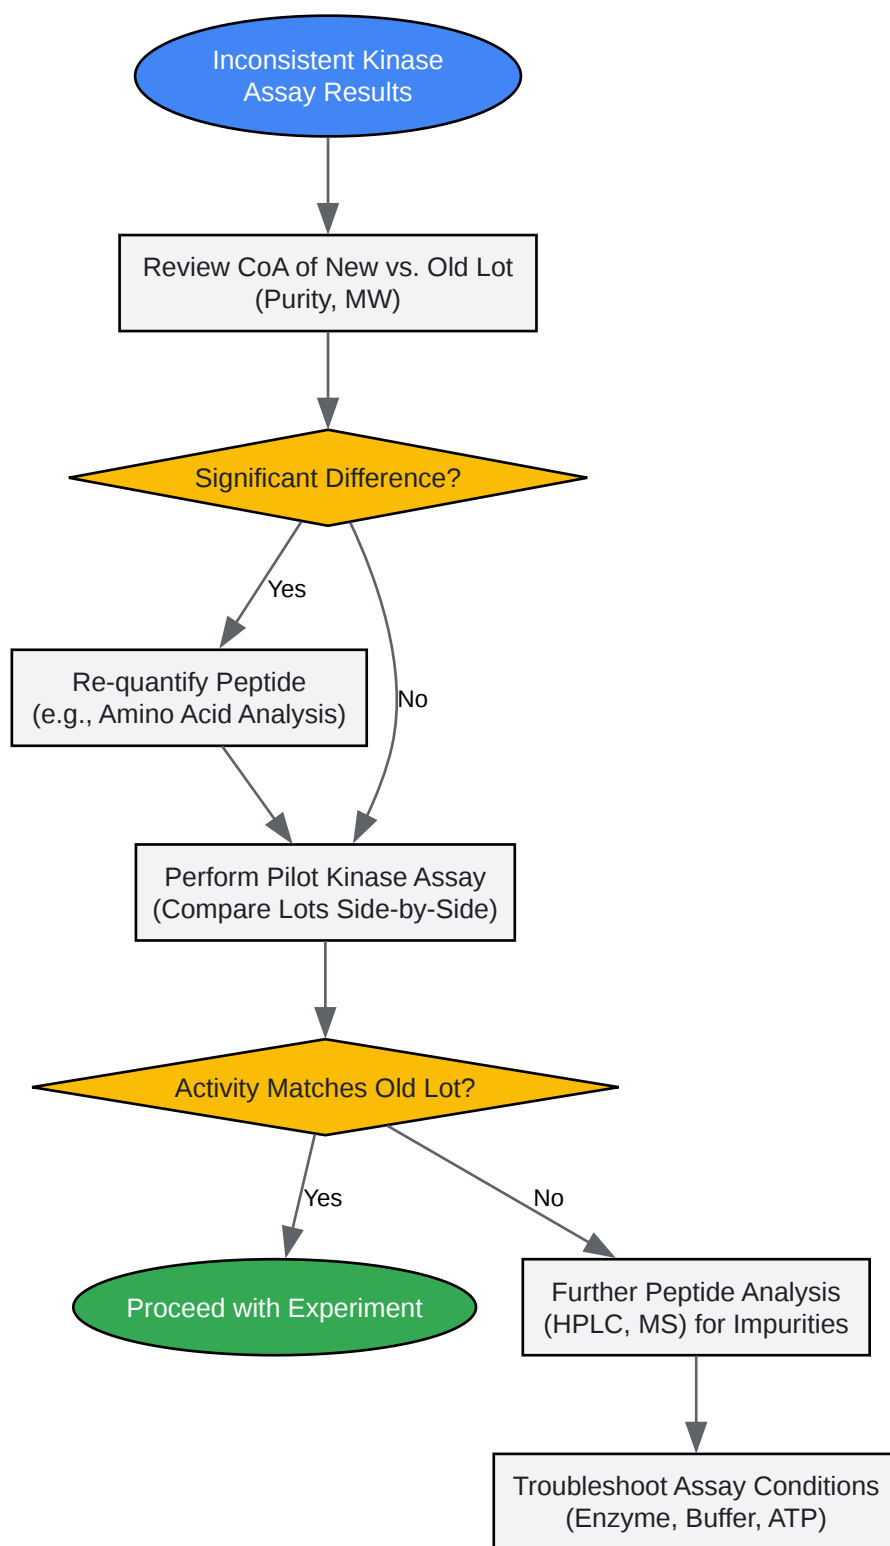 Inconsistent Kinase
Assay Results
Review CoA of New vs. Old Lot
(Purity, MW)
Significant Difference?
Yes
Re-quantify Peptide
(e.g., Amino Acid Analysis)
No
Perform Pilot Kinase Assay
(Compare Lots Side-by-Side)
Activity Matches Old Lot?
Yes
No
Proceed with Experiment
Further Peptide Analysis
(HPLC, MS) for Impurities
Troubleshoot Assay Conditions
(Enzyme, Buffer, ATP)